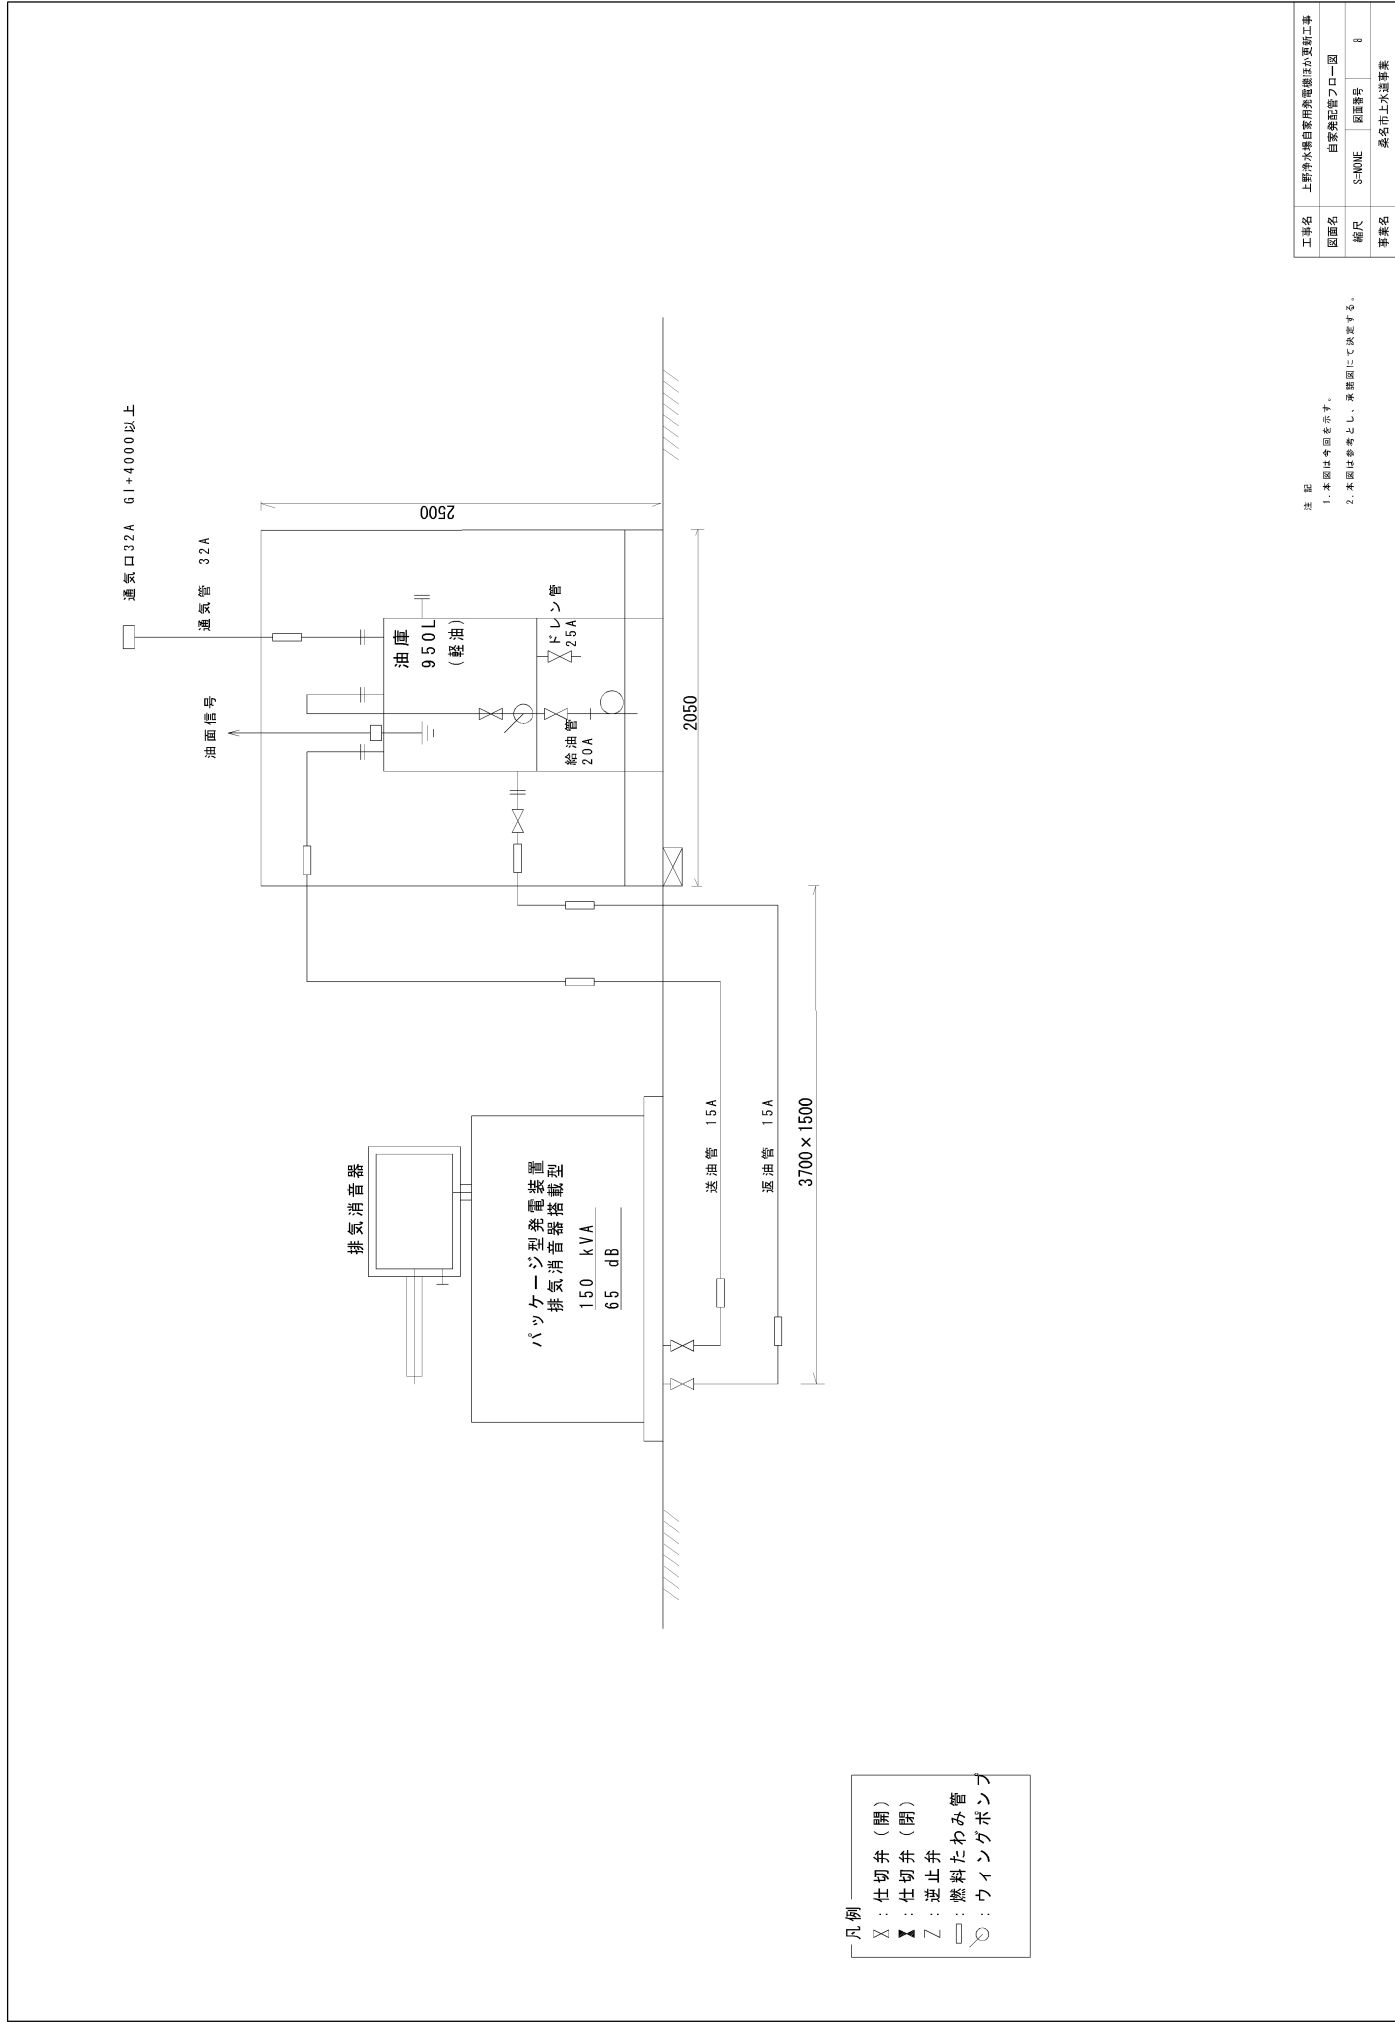 通気口32A GI+4000以上
通気管 32A
油面信号
油庫
950L
(軽油)
ドレン管
25A
給油管
20A
2500
2050
排気消音器
パッケージ型発電装置
排気消音器搭載型
150 kVA
65 dB
送油管 15A
返油管 15A
3700×1500
凡例
:仕切弁(開)
:仕切弁(閉)
:逆止弁
:燃料たわみ管
:ウィングポンプ
注 記
1.本図は今回を示す。
2.本図は参考とし、承諾図にて決定する。
工事名 上野浄水場自家用発電機ほか更新工事
図面名 自家発配管フロー図
縮尺 S=NONE 図面番号 8
事業名 桑名市上水道事業